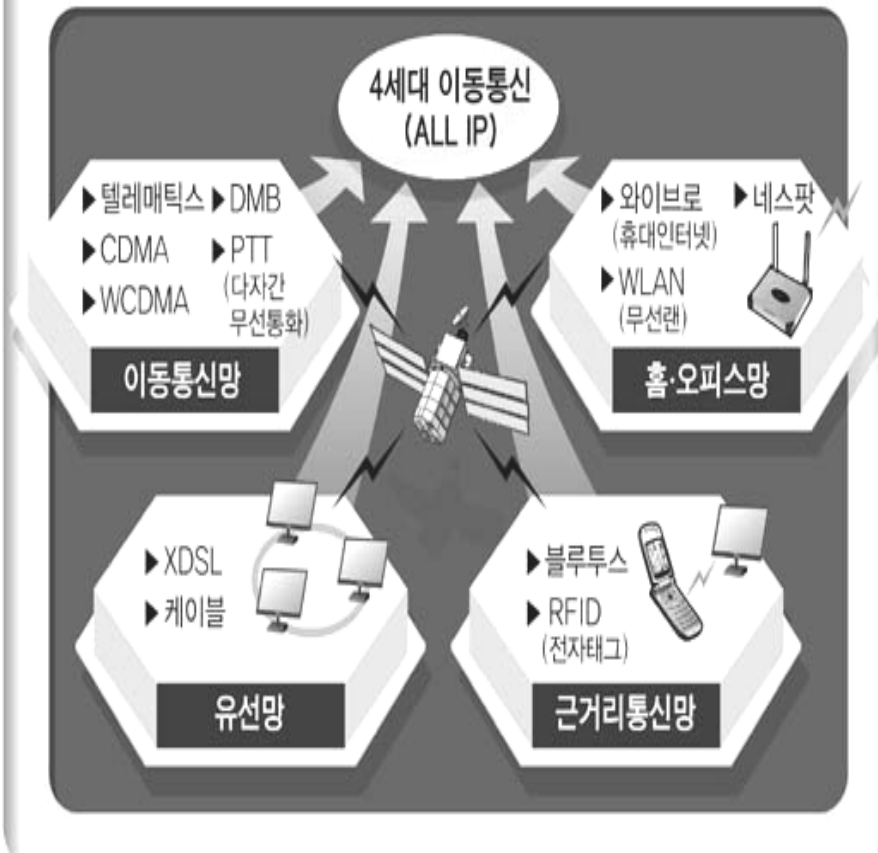 4세대 이동통신
(ALL IP)
▶텔레매틱스 ▶DMB
▶CDMA ▶PTT
(다자간
▶WCDMA 무선통화)
이동통신망
▶와이브로 ▶네스팟
(휴대인터넷)
▶WLAN
(무선랜)
홈·오피스망
▶XDSL
▶케이블
유선망
▶블루투스
▶RFID
(전자태그)
근거리통신망